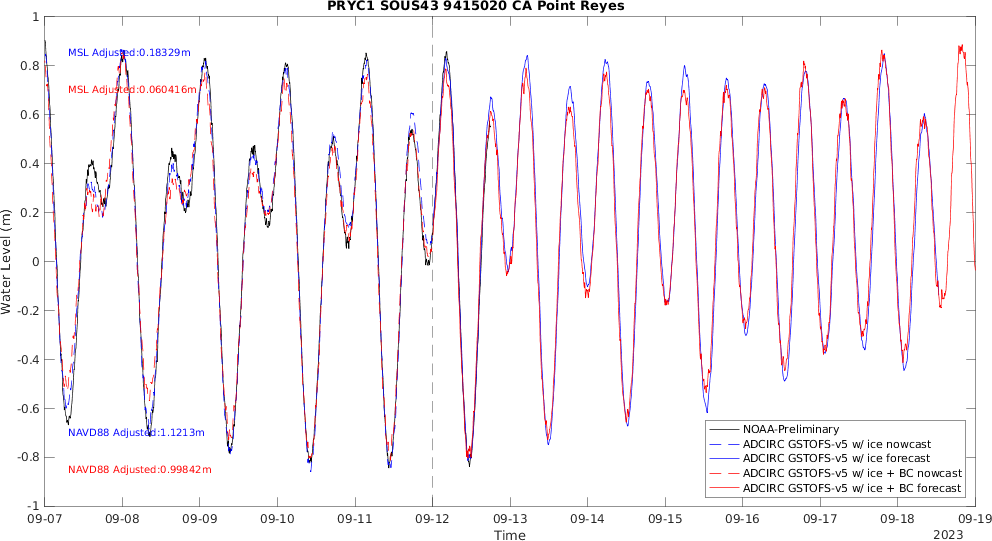 PRYC1 SOUS43 9415020 CA Point Reyes
1
0.8
0.6
0.4
0.2
0
-0.2
-0.4
-0.6
-0.8
-1
Water Level (m)
MSL Adjusted:0.18329m
MSL Adjusted:0.060416m
NAVD88 Adjusted:1.1213m
NAVD88 Adjusted:0.99842m
NOAA-Preliminary
ADCIRC GSTOFS-v5 w/ ice nowcast
ADCIRC GSTOFS-v5 w/ ice forecast
ADCIRC GSTOFS-v5 w/ ice + BC nowcast
ADCIRC GSTOFS-v5 w/ ice + BC forecast
09-07 09-08 09-09 09-10 09-11 09-12 09-13 09-14 09-15 09-16 09-17 09-18 09-19
Time
2023